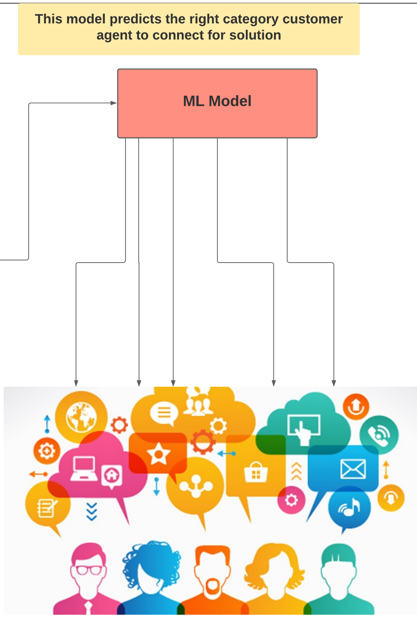 This model predicts the right category customer
agent to connect for solution
ML Model